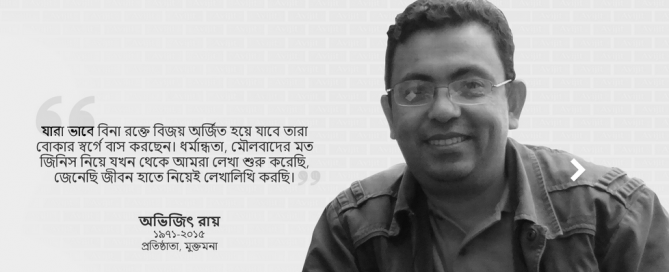 যারা ভাবে বিনা রক্তে বিজয় অর্জিত হয়ে যাবে তারা
বোকার স্বর্গে বাস করছেন। ধর্মান্ধতা, মৌলবাদের মত
জিনিস নিয়ে যখন থেকে আমরা লেখা শুরু করেছি,
জেনেছি জীবন হাতে নিয়েই লেখালিখি করছি।
অভিজিৎ রায়
১৯৭১-২০১৫
প্রতিষ্ঠাতা, মুক্তমনা